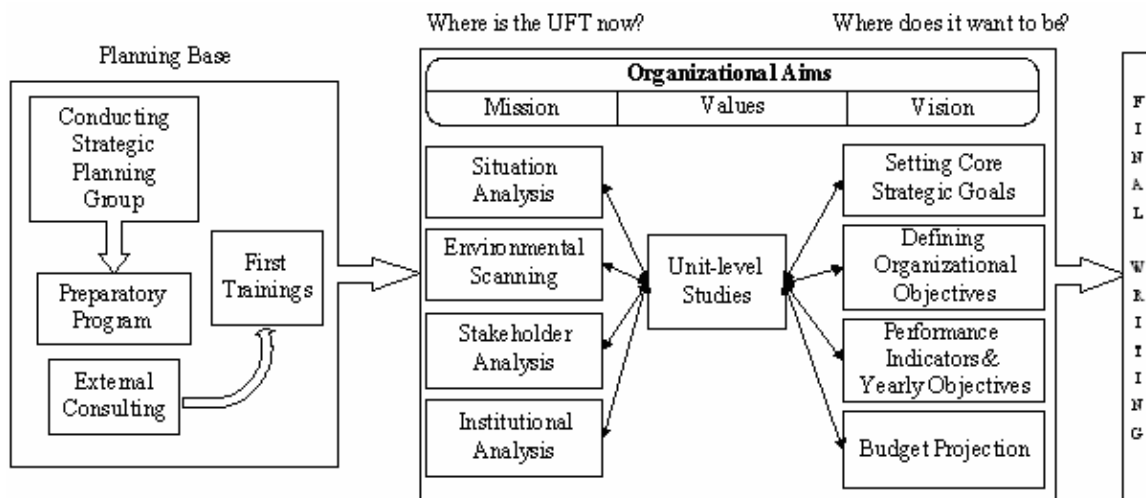 Where is the UFT now?
Where does it want to be?
Planning Base
Conducting
Strategic
Planning
Group
Preparatory
Program
First
Trainings
External
Consulting
Organizational Aims
Mission
Values
Vision
Situation
Analysis
Environmental
Scanning
Stakeholder
Analysis
Institutional
Analysis
Unit-level
Studies
Setting Core
Strategic Goals
Defining
Organizational
Objectives
Performance
Indicators&
Yearly Objectives
Budget Projection
FINAL WRITING